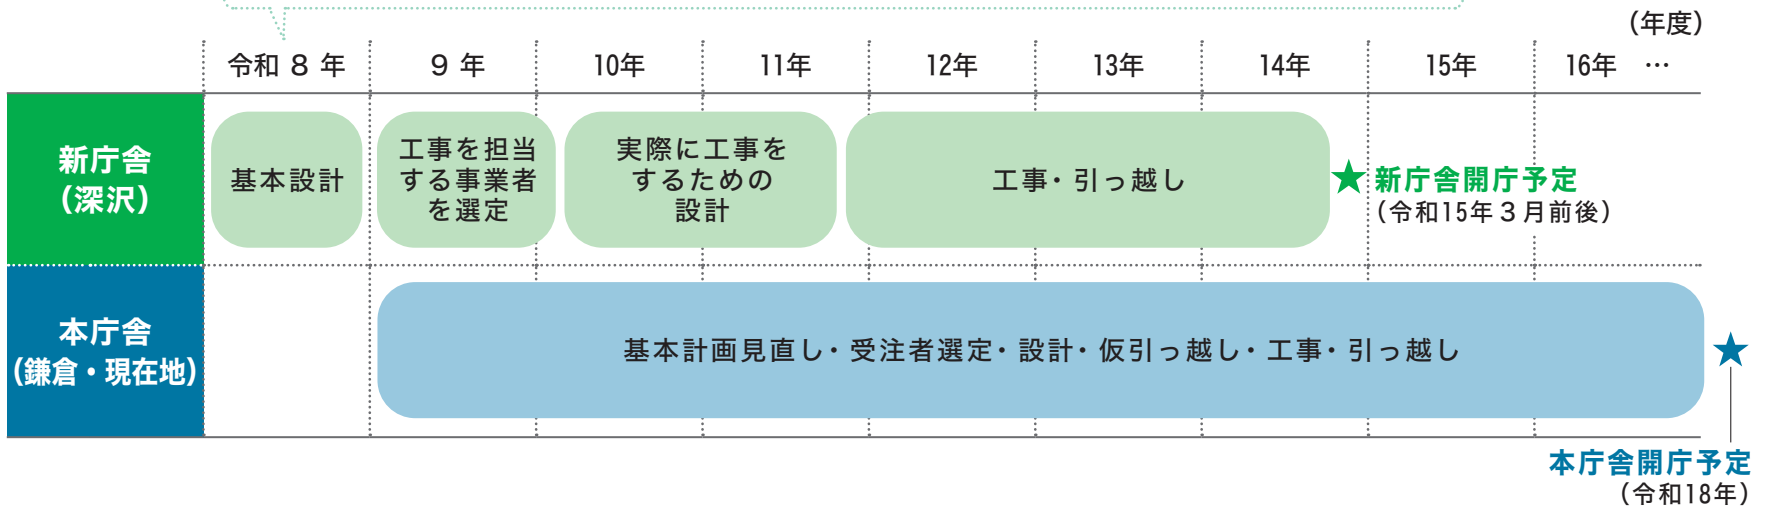 （年度）
令和 8 年
9 年
10年
11年
12年
13年
14年
15年
16年 …
新庁舎
（深沢）
基本設計
工事を担当
する事業者
を選定
実際に工事を
するための
設計
工事・引っ越し
★新庁舎開庁予定
（令和15年３月前後）
本庁舎
（鎌倉・現在地）
基本計画見直し・受注者選定・設計・仮引っ越し・工事・引っ越し
★
本庁舎開庁予定
（令和18年）